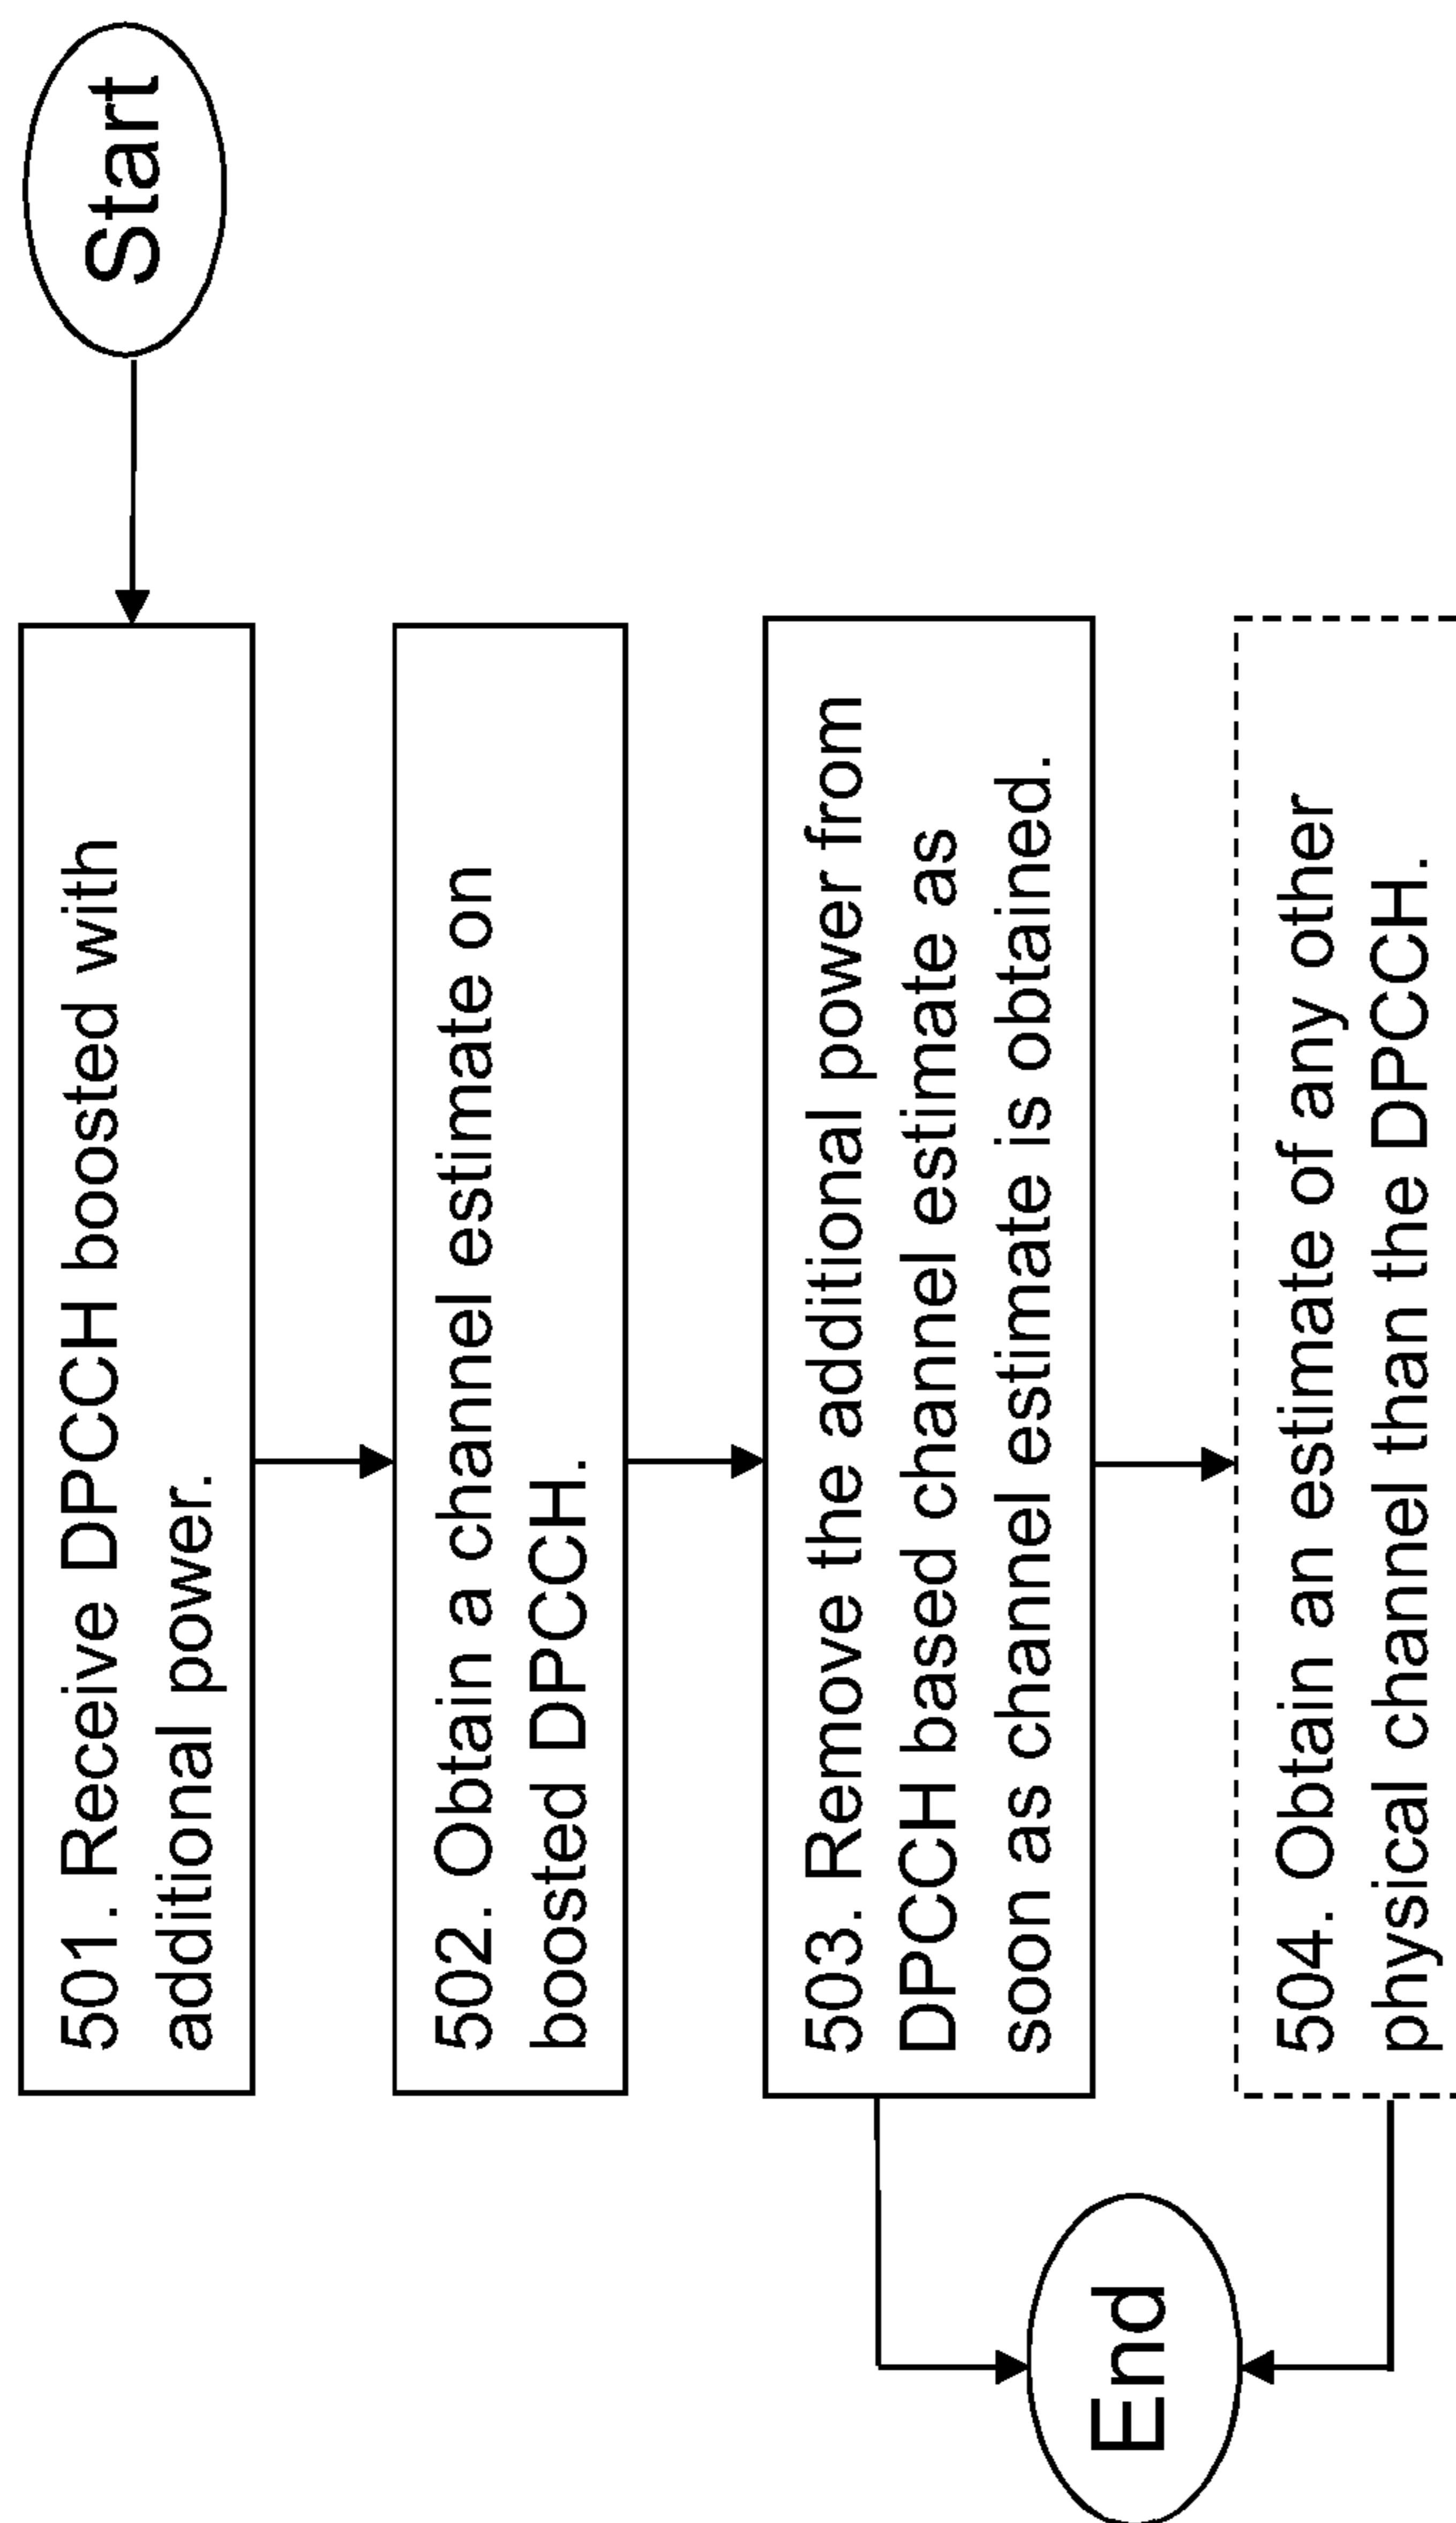 Start
501. Receive DPCCH boosted with
additional power.
502. Obtain a channel estimate on
boosted DPCCH.
503. Remove the additional power from
DPCCH based channel estimate as
soon as channel estimate is obtained.
504. Obtain an estimate of any other
physical channel than the DPCCH.
End